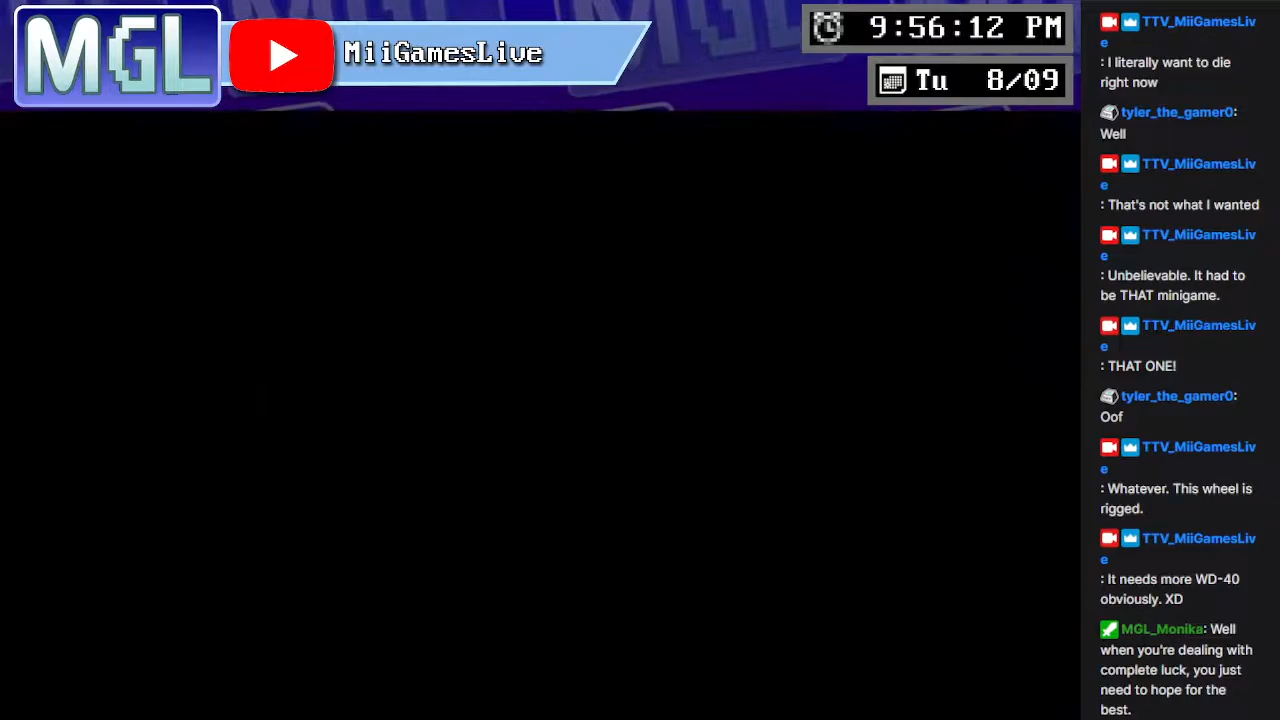 MGL
MiiGamesLive
9:56:12 PM
Tu 8/09
TTV_MiiGamesLiv
e
: I literally want to die
right now
tyler_the_gamer0:
Well
TTV_MiiGamesLiv
e
: That's not what I wanted
TTV_MiiGamesLiv
e
: Unbelievable. It had to
be THAT minigame.
TTV_MiiGamesLiv
e
: THAT ONE!
tyler_the_gamer0:
Oof
TTV_MiiGamesLiv
e
: Whatever. This wheel is
rigged.
TTV_MiiGamesLiv
e
: It needs more WD-40
obviously. XD
MGL_Monika: Well
when you're dealing with
complete luck, you just
need to hope for the
best.